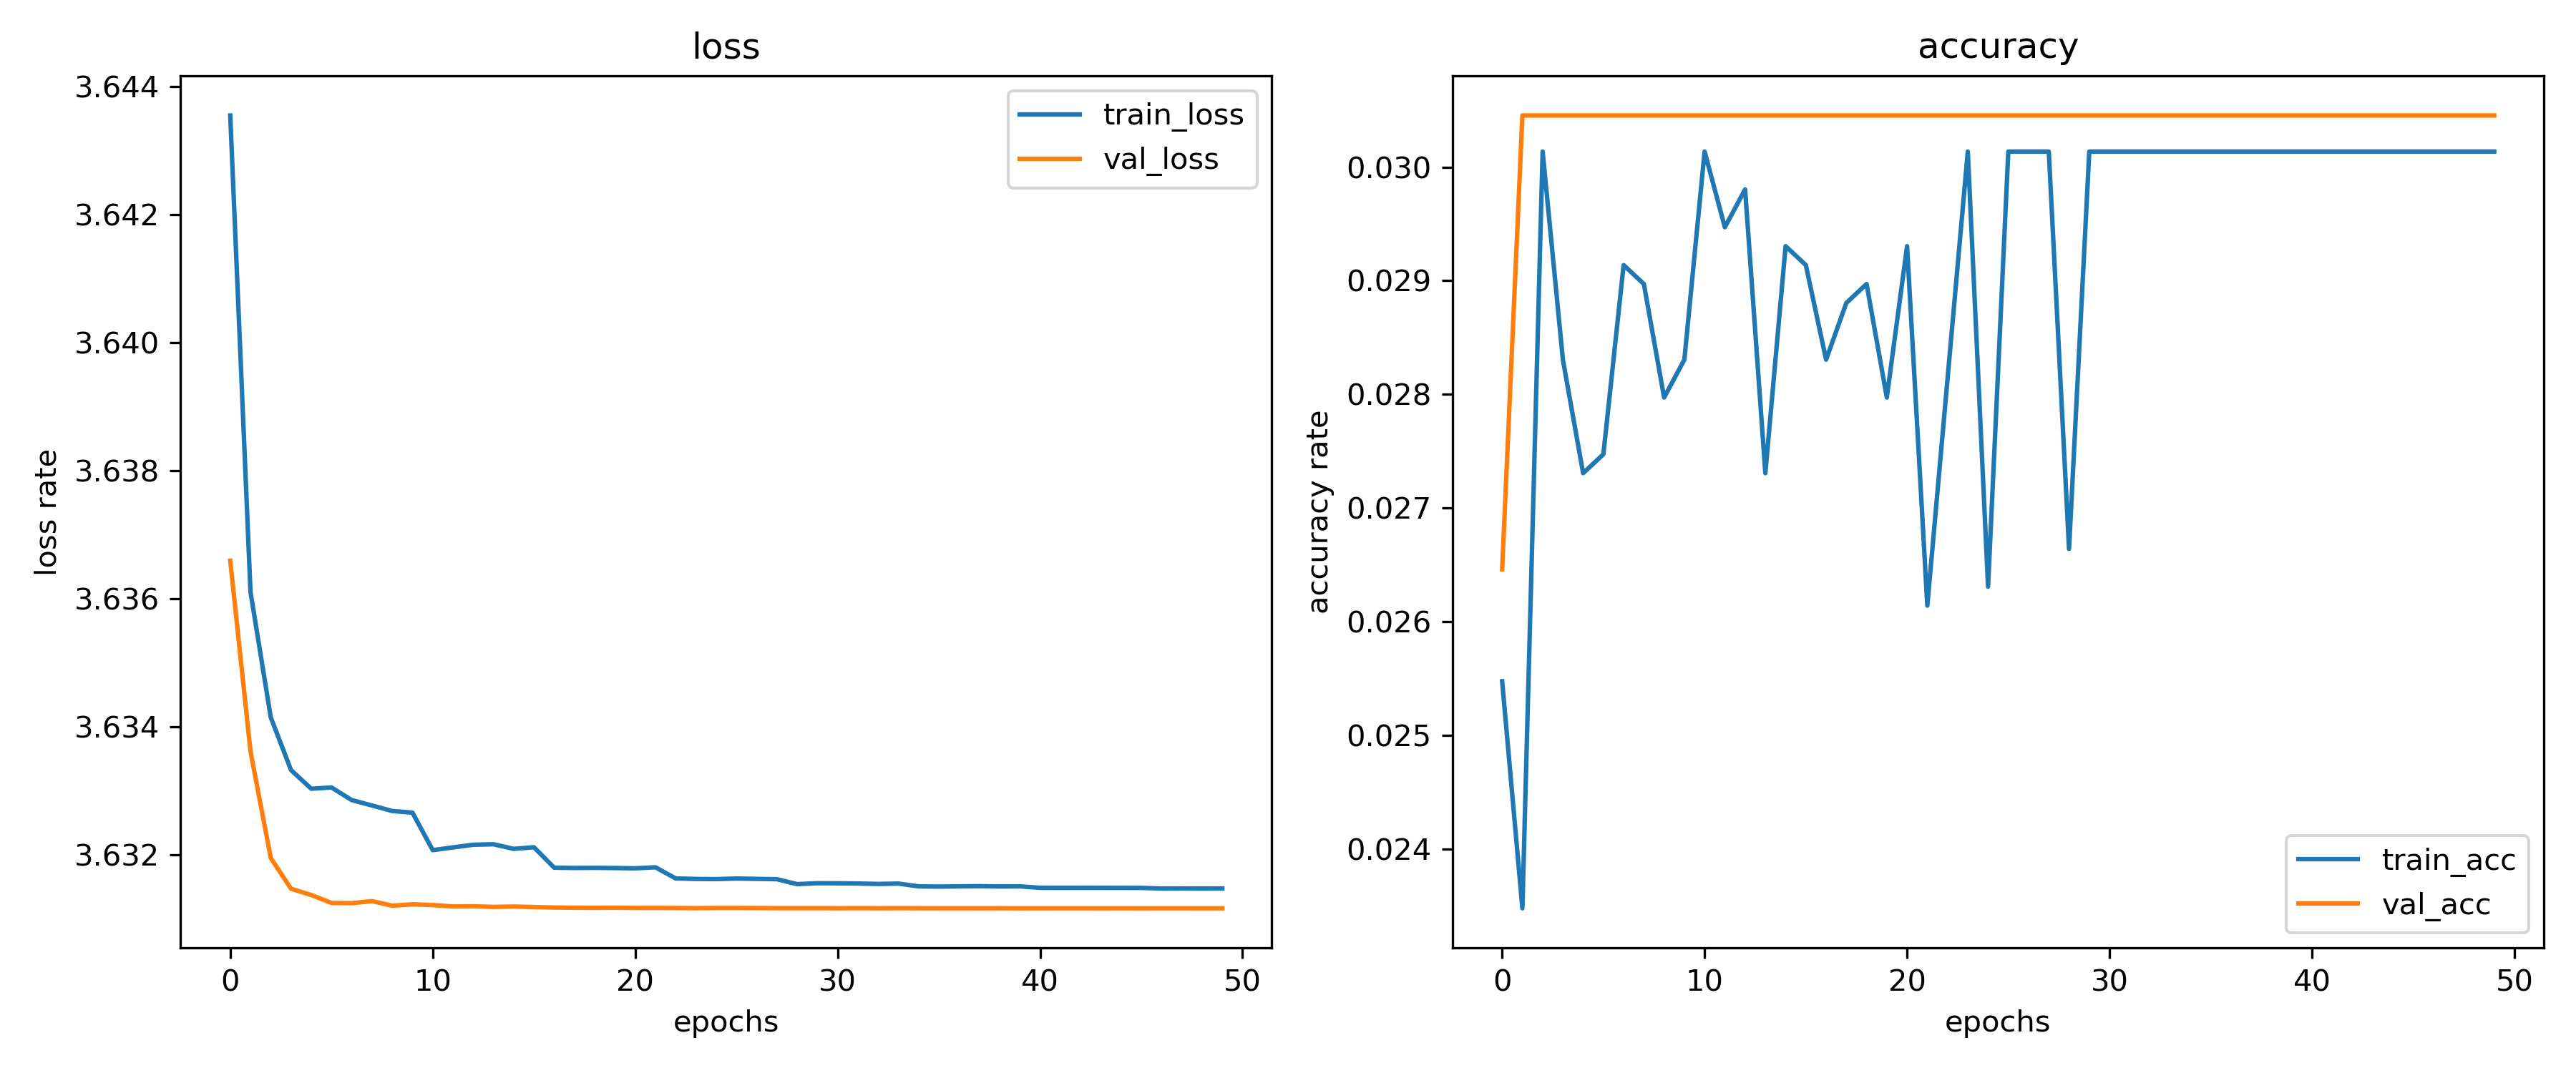 loss
3.644
3.642
3.640
3.638
3.636
3.634
3.632
loss rate
0 10 20 30 40 50
epochs
train_loss
val_loss
accuracy
0.030
0.029
0.028
0.027
0.026
0.025
0.024
accuracy rate
0 10 20 30 40 50
epochs
train_acc
val_acc